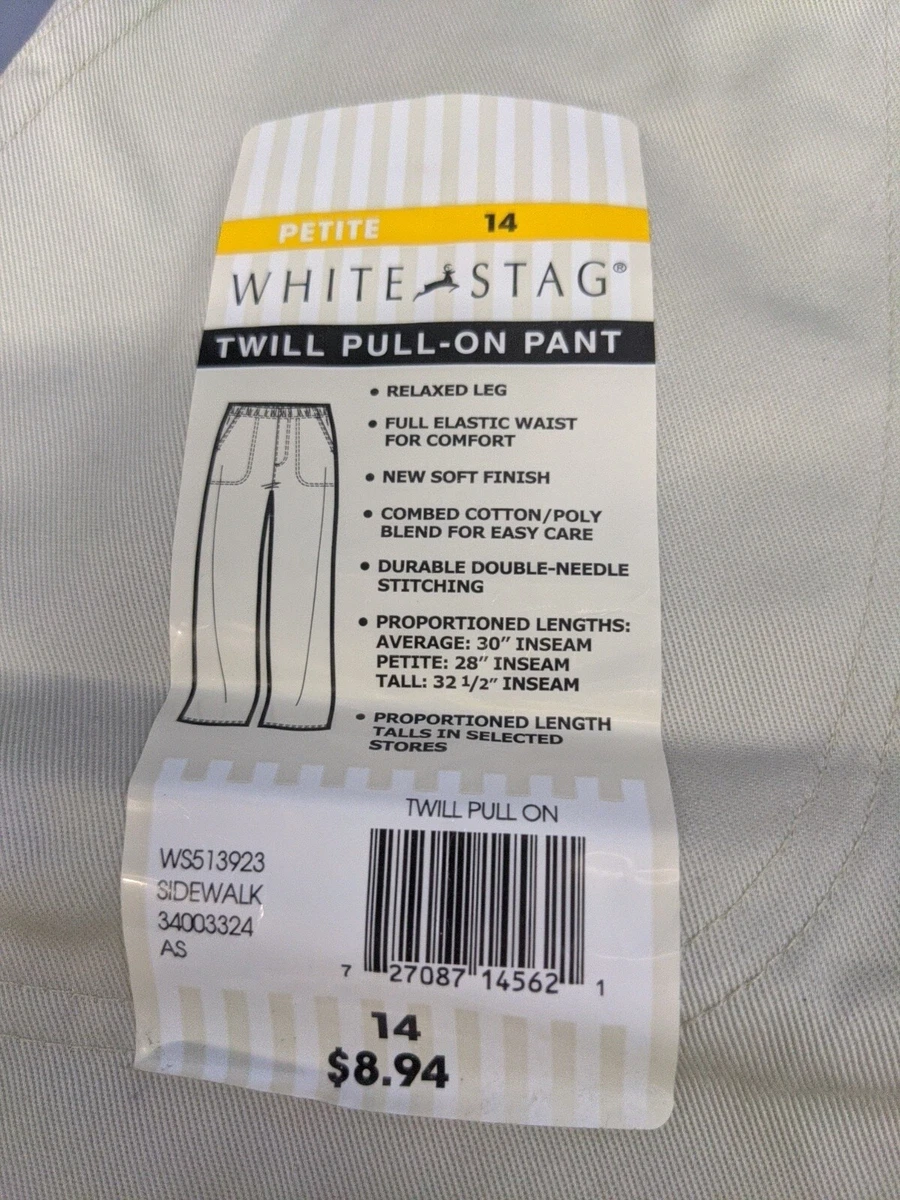 PETITE 14
WHITE STAG®
TWILL PULL-ON PANT
• RELAXED LEG
• FULL ELASTIC WAIST
FOR COMFORT
• NEW SOFT FINISH
• COMBED COTTON/POLY
BLEND FOR EASY CARE
• DURABLE DOUBLE-NEEDLE
STITCHING
• PROPORTIONED LENGTHS:
AVERAGE: 30" INSEAM
PETITE: 28" INSEAM
TALL: 32 1/2" INSEAM
• PROPORTIONED LENGTH
TALLS IN SELECTED
STORES
TWILL PULL ON
WS513923
SIDEWALK
34003324
AS
7 27087 14562 1
14
$8.94